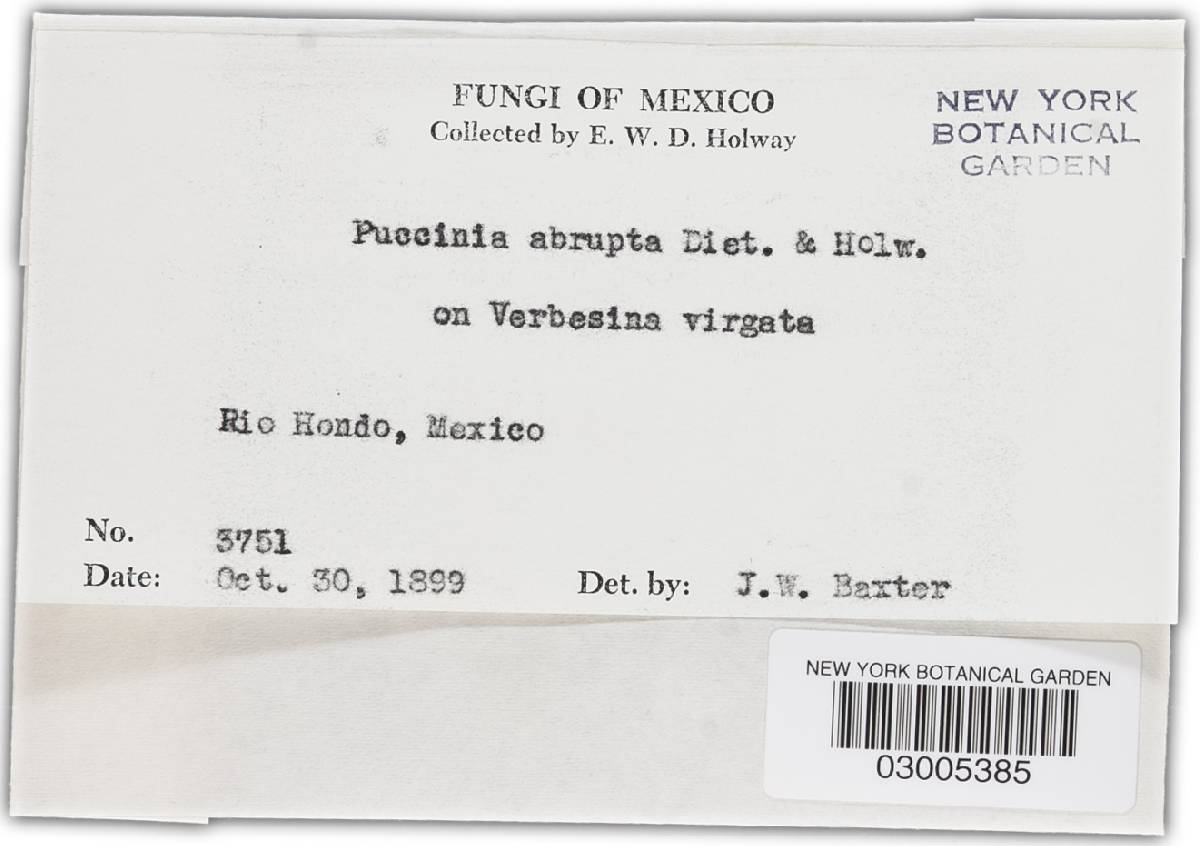 FUNGI OF MEXICO
Collected by E. W. D. Holway
NEW YORK
BOTANICAL
GARDEN
Puccinia abrupta Diet. & Holw.
on Verbesina virgata
Rio Hondo, Mexico
No. 3751
Date: Oct. 30, 1899 Det. by: J.W. Baxter
NEW YORK BOTANICAL GARDEN
03005385